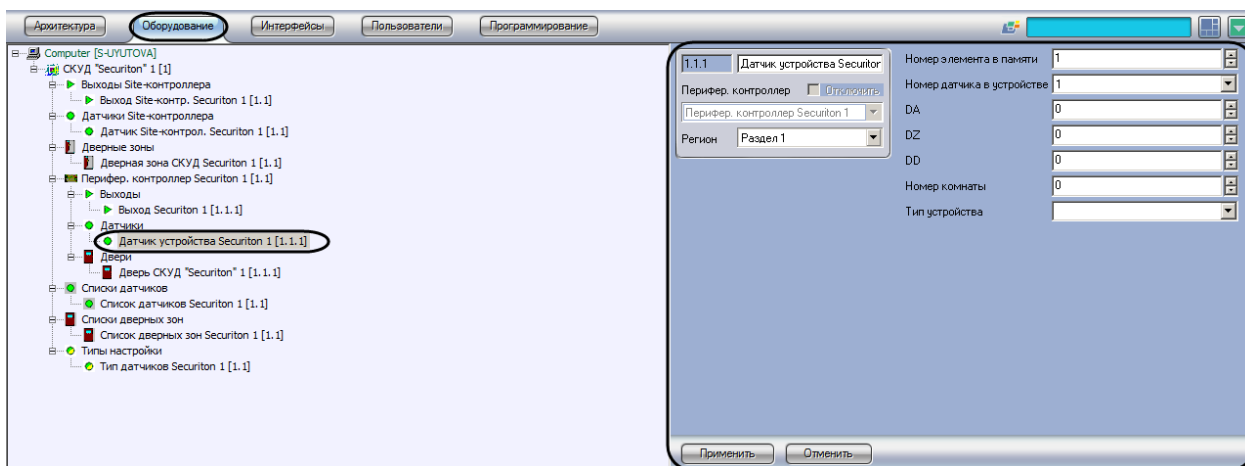 Архитектура Оборудование Интерфейсы Пользователи Программирование
Computer [S-UYUTOVA]
СКУД "Securiton" 1 [1]
Выходы Site-контроллера
Выход Site-контр. Securiton 1 [1.1]
Датчики Site-контроллера
Датчик Site-контрол. Securiton 1 [1.1]
Дверные зоны
Дверная зона СКУД Securiton 1 [1.1]
Перифер. контроллер Securiton 1 [1.1]
Выходы
Выход Securiton 1 [1.1.1]
Датчики
Датчик устройства Securiton 1 [1.1.1]
Двери
Дверь СКУД "Securiton" 1 [1.1.1]
Списки датчиков
Список датчиков Securiton 1 [1.1]
Списки дверных зон
Список дверных зон Securiton 1 [1.1]
Типы настройки
Тип датчиков Securiton 1 [1.1]
1.1.1 Датчик устройства Securiton
Перифер. контроллер Отключить
Перифер. контроллер Securiton 1
Регион Раздел 1
Номер элемента в памяти 1
Номер датчика в устройстве 1
DA 0
DZ 0
DD 0
Номер комнаты 0
Тип устройства
Применить Отменить